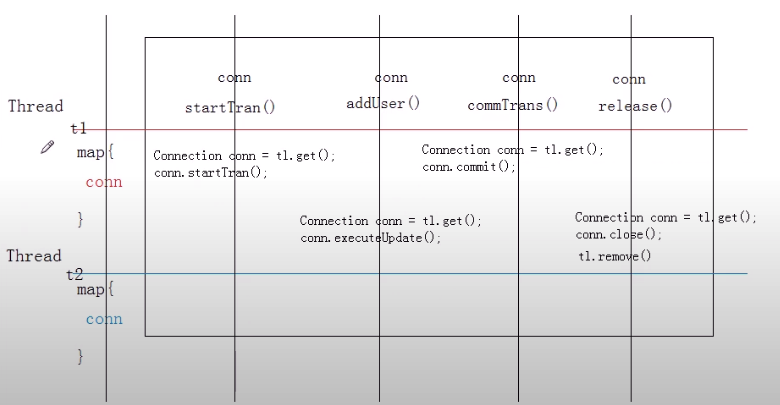 conn conn conn conn
Thread startTran() addUser() commTrans() release()
t1
map{
conn
}
Connection conn = tl.get();
conn.startTran();
Connection conn = tl.get();
conn.executeUpdate();
Connection conn = tl.get();
conn.commit();
Connection conn = tl.get();
conn.close();
tl.remove()
Thread
t2
map{
conn
}